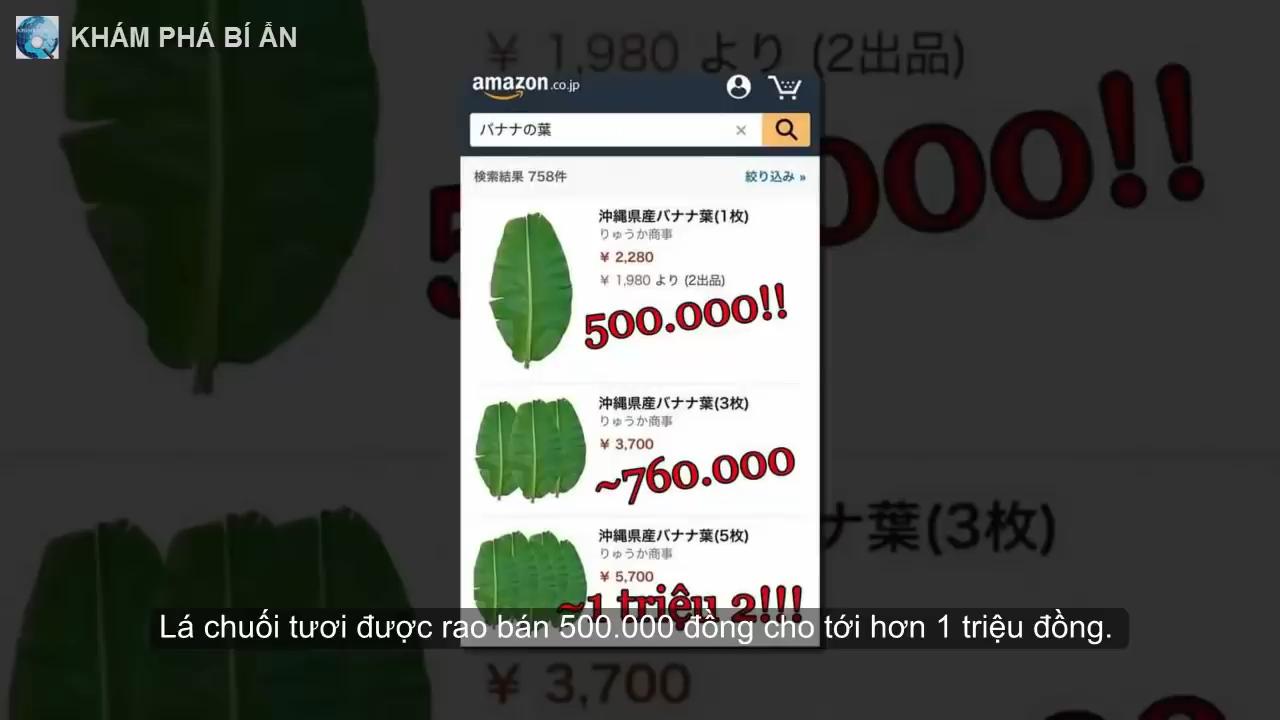 KHÁM PHÁ BÍ ẨN
¥ 1,980 より (2出品)
amazon.co.jp
バナナの葉
検索結果 758件
絞り込み »
沖縄県産バナナ葉(1枚)
りゅうか商事
¥ 2,280
¥ 1,980 より (2出品)
500.000!!
沖縄県産バナナ葉(3枚)
りゅうか商事
¥ 3,700
~760.000
沖縄県産バナナ葉(5枚)
りゅうか商事
¥ 5,700
~1 triệu 2!!!
ナ葉(3枚)
Lá chuối tươi được rao bán 500.000 đồng cho tới hơn 1 triệu đồng.
¥ 3,700